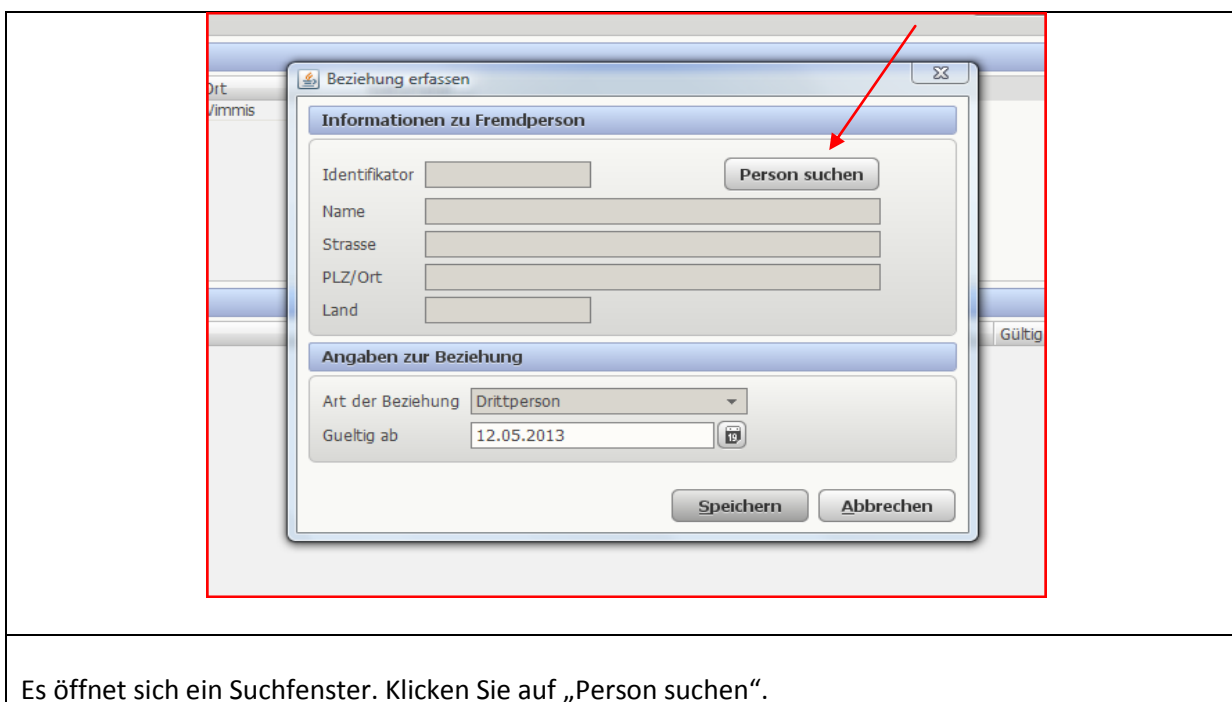 Beziehung erfassen
Informationen zu Fremdperson
Identifikator Person suchen
Name
Strasse
PLZ/Ort
Land
Gültig
Angaben zur Beziehung
Art der Beziehung Drittperson
Gueltig ab 12.05.2013 19
Speichern Abbrechen
Es öffnet sich ein Suchfenster. Klicken Sie auf „Person suchen“.